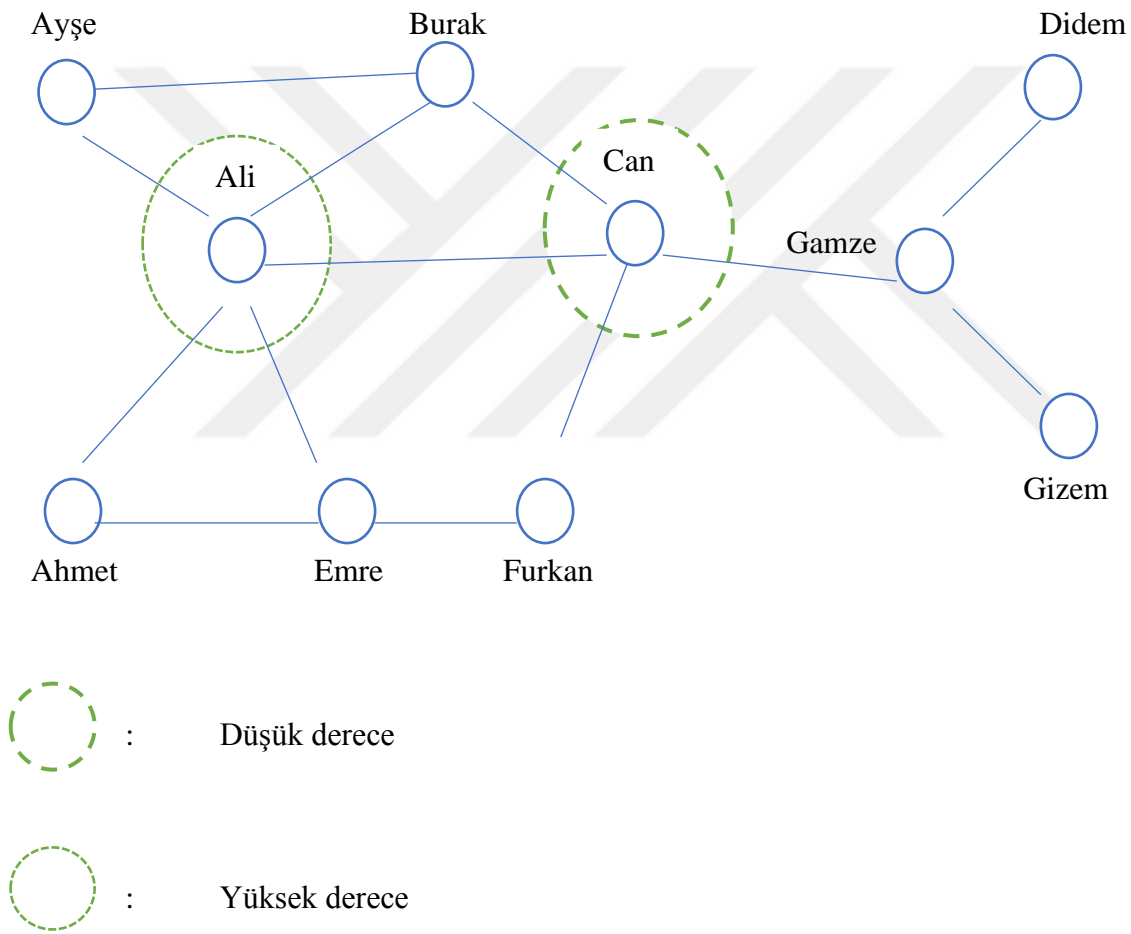 Ayşe
Burak
Didem
Ali
Can
Gamze
Gizem
Ahmet
Emre
Furkan
: Düşük derece
: Yüksek derece